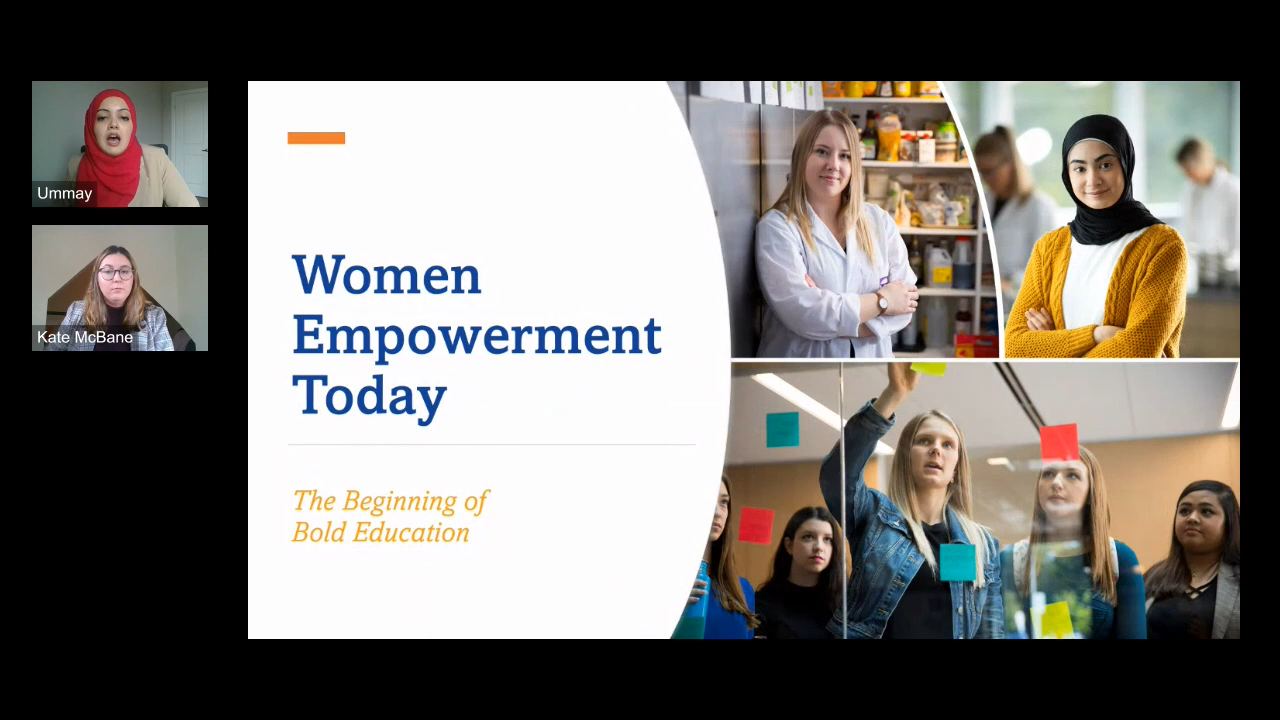 Ummay
Kate McBane
Women
Empowerment
Today
The Beginning of
Bold Education